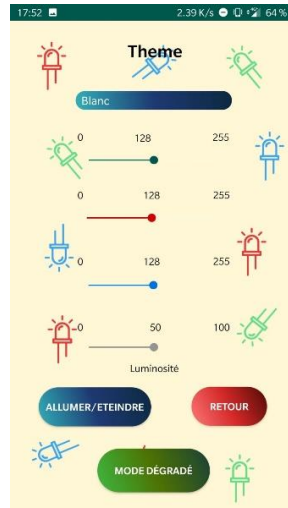 17:52 2.39 K/s 64 %
Theme
Blanc
0 128 255
0 128 255
0 128 255
0 50 100
Luminosité
ALLUMER/ETEINDRE RETOUR
MODE DÉGRADÉ